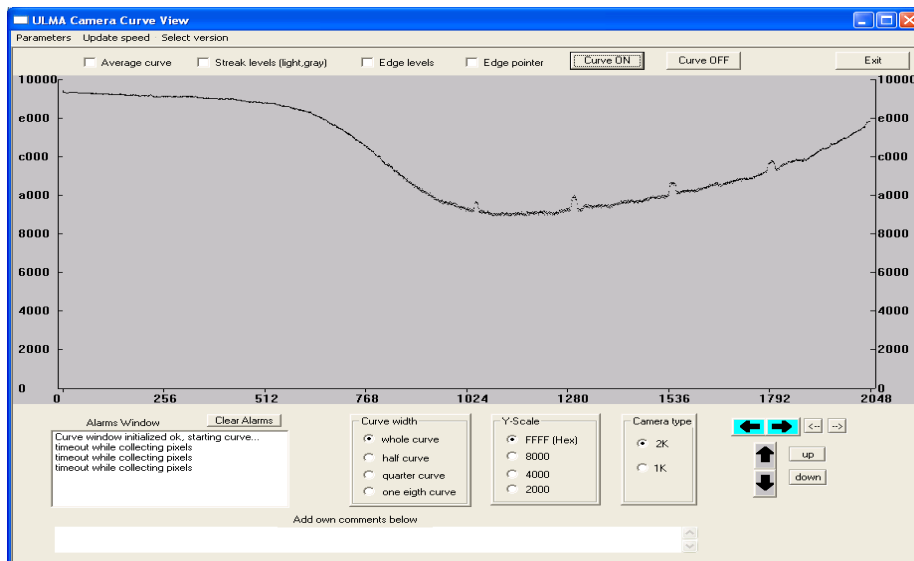 ULMA Camera Curve View
Parameters Update speed Select version
Average curve Streak levels (light,gray) Edge levels Edge pointer Curve ON Curve OFF Exit
10000 10000
e000 e000
c000 c000
a000 a000
8000 8000
6000 6000
4000 4000
2000 2000
0 0
0 256 512 768 1024 1280 1536 1792 2048
Alarms Window Clear Alarms
Curve window initialized ok, starting curve...
timeout while collecting pixels
timeout while collecting pixels
timeout while collecting pixels
Curve width
whole curve
half curve
quarter curve
one eigth curve
Y-Scale
FFFF (Hex)
8000
4000
2000
Camera type
2K
1K
<-- -->
up
down
Add own comments below